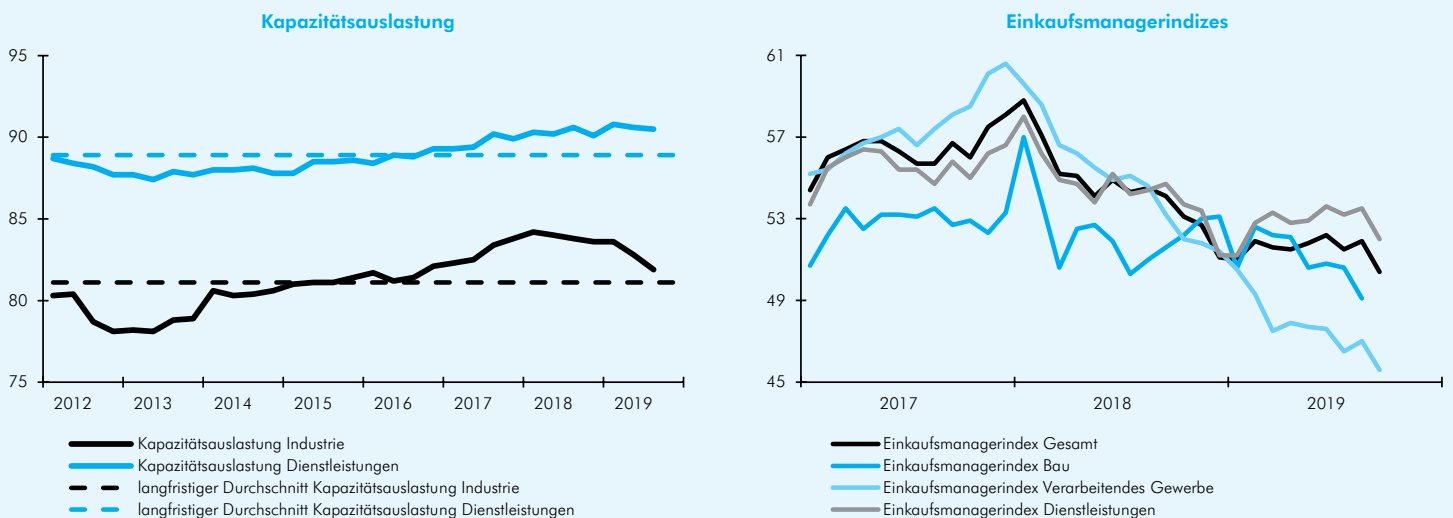 Kapazitätsauslastung
95
90
85
80
75
2012 2013 2014 2015 2016 2017 2018 2019
Kapazitätsauslastung Industrie
Kapazitätsauslastung Dienstleistungen
langfristiger Durchschnitt Kapazitätsauslastung Industrie
langfristiger Durchschnitt Kapazitätsauslastung Dienstleistungen
Einkaufsmanagerindizes
61
57
53
49
45
2017 2018 2019
Einkaufsmanagerindex Gesamt
Einkaufsmanagerindex Bau
Einkaufsmanagerindex Verarbeitendes Gewerbe
Einkaufsmanagerindex Dienstleistungen